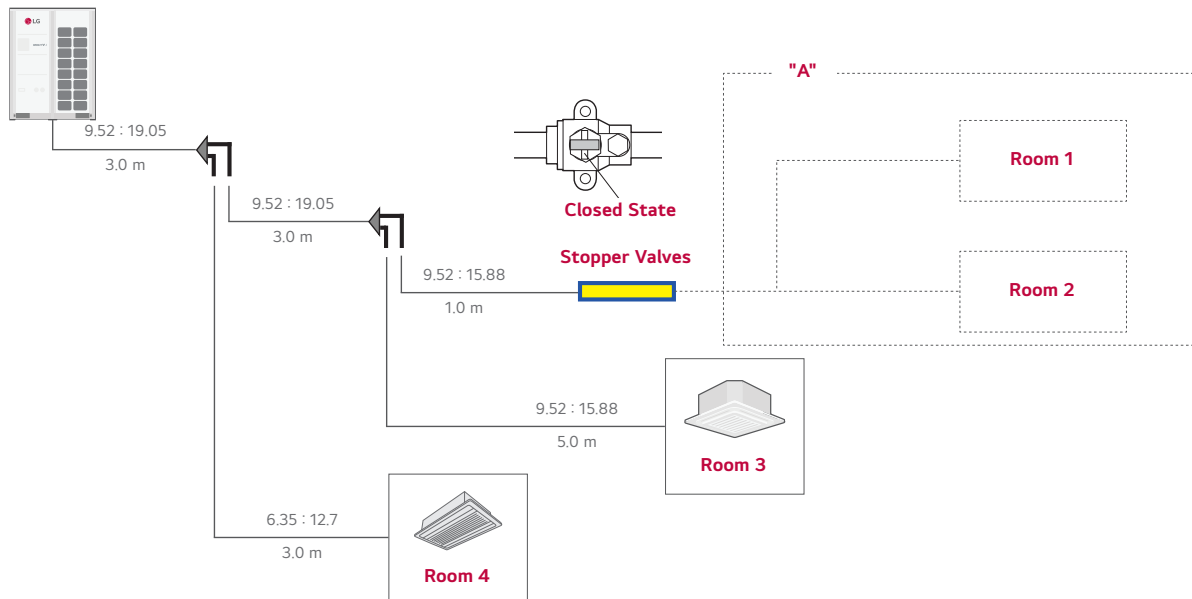 LG
"A"
9.52 : 19.05
3.0 m
Room 1
9.52 : 19.05
3.0 m
Closed State
Stopper Valves
9.52 : 15.88
1.0 m
Room 2
9.52 : 15.88
5.0 m
Room 3
6.35 : 12.7
3.0 m
Room 4